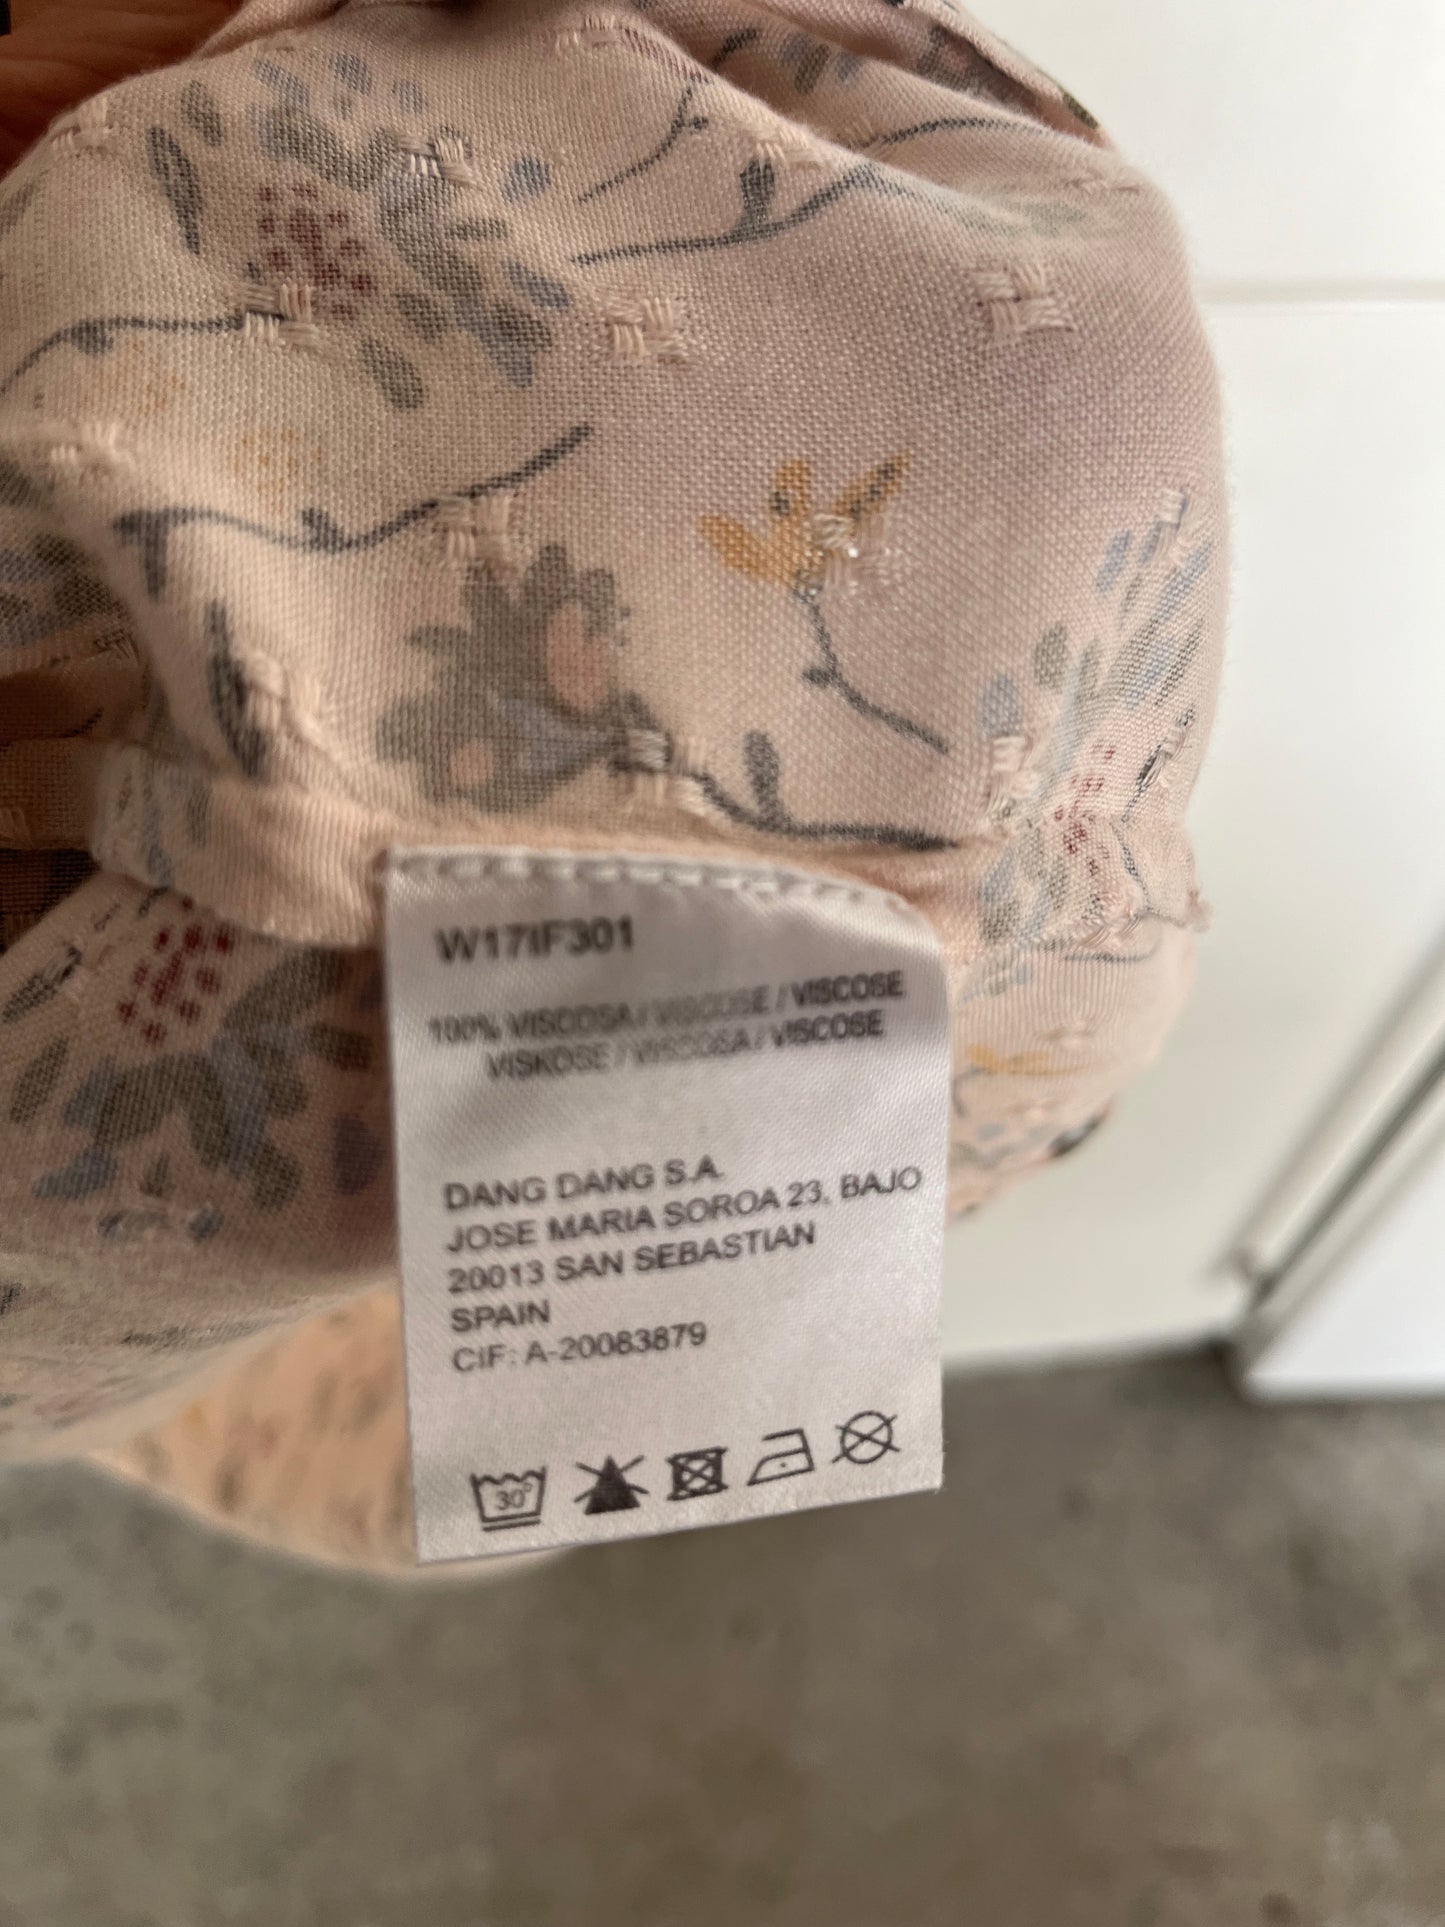 W17IF301
100% VISCOSA / VISCOSE / VISCOSE
VISKOSE / VISCOSA / VISCOSE
DANG DANG S.A.
JOSE MARIA SOROA 23, BAJO
20013 SAN SEBASTIAN
SPAIN
CIF: A-20083879
30°